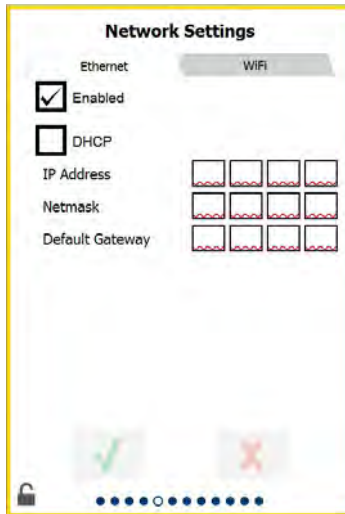 Network Settings
Ethernet WiFi
Enabled
DHCP
IP Address
Netmask
Default Gateway